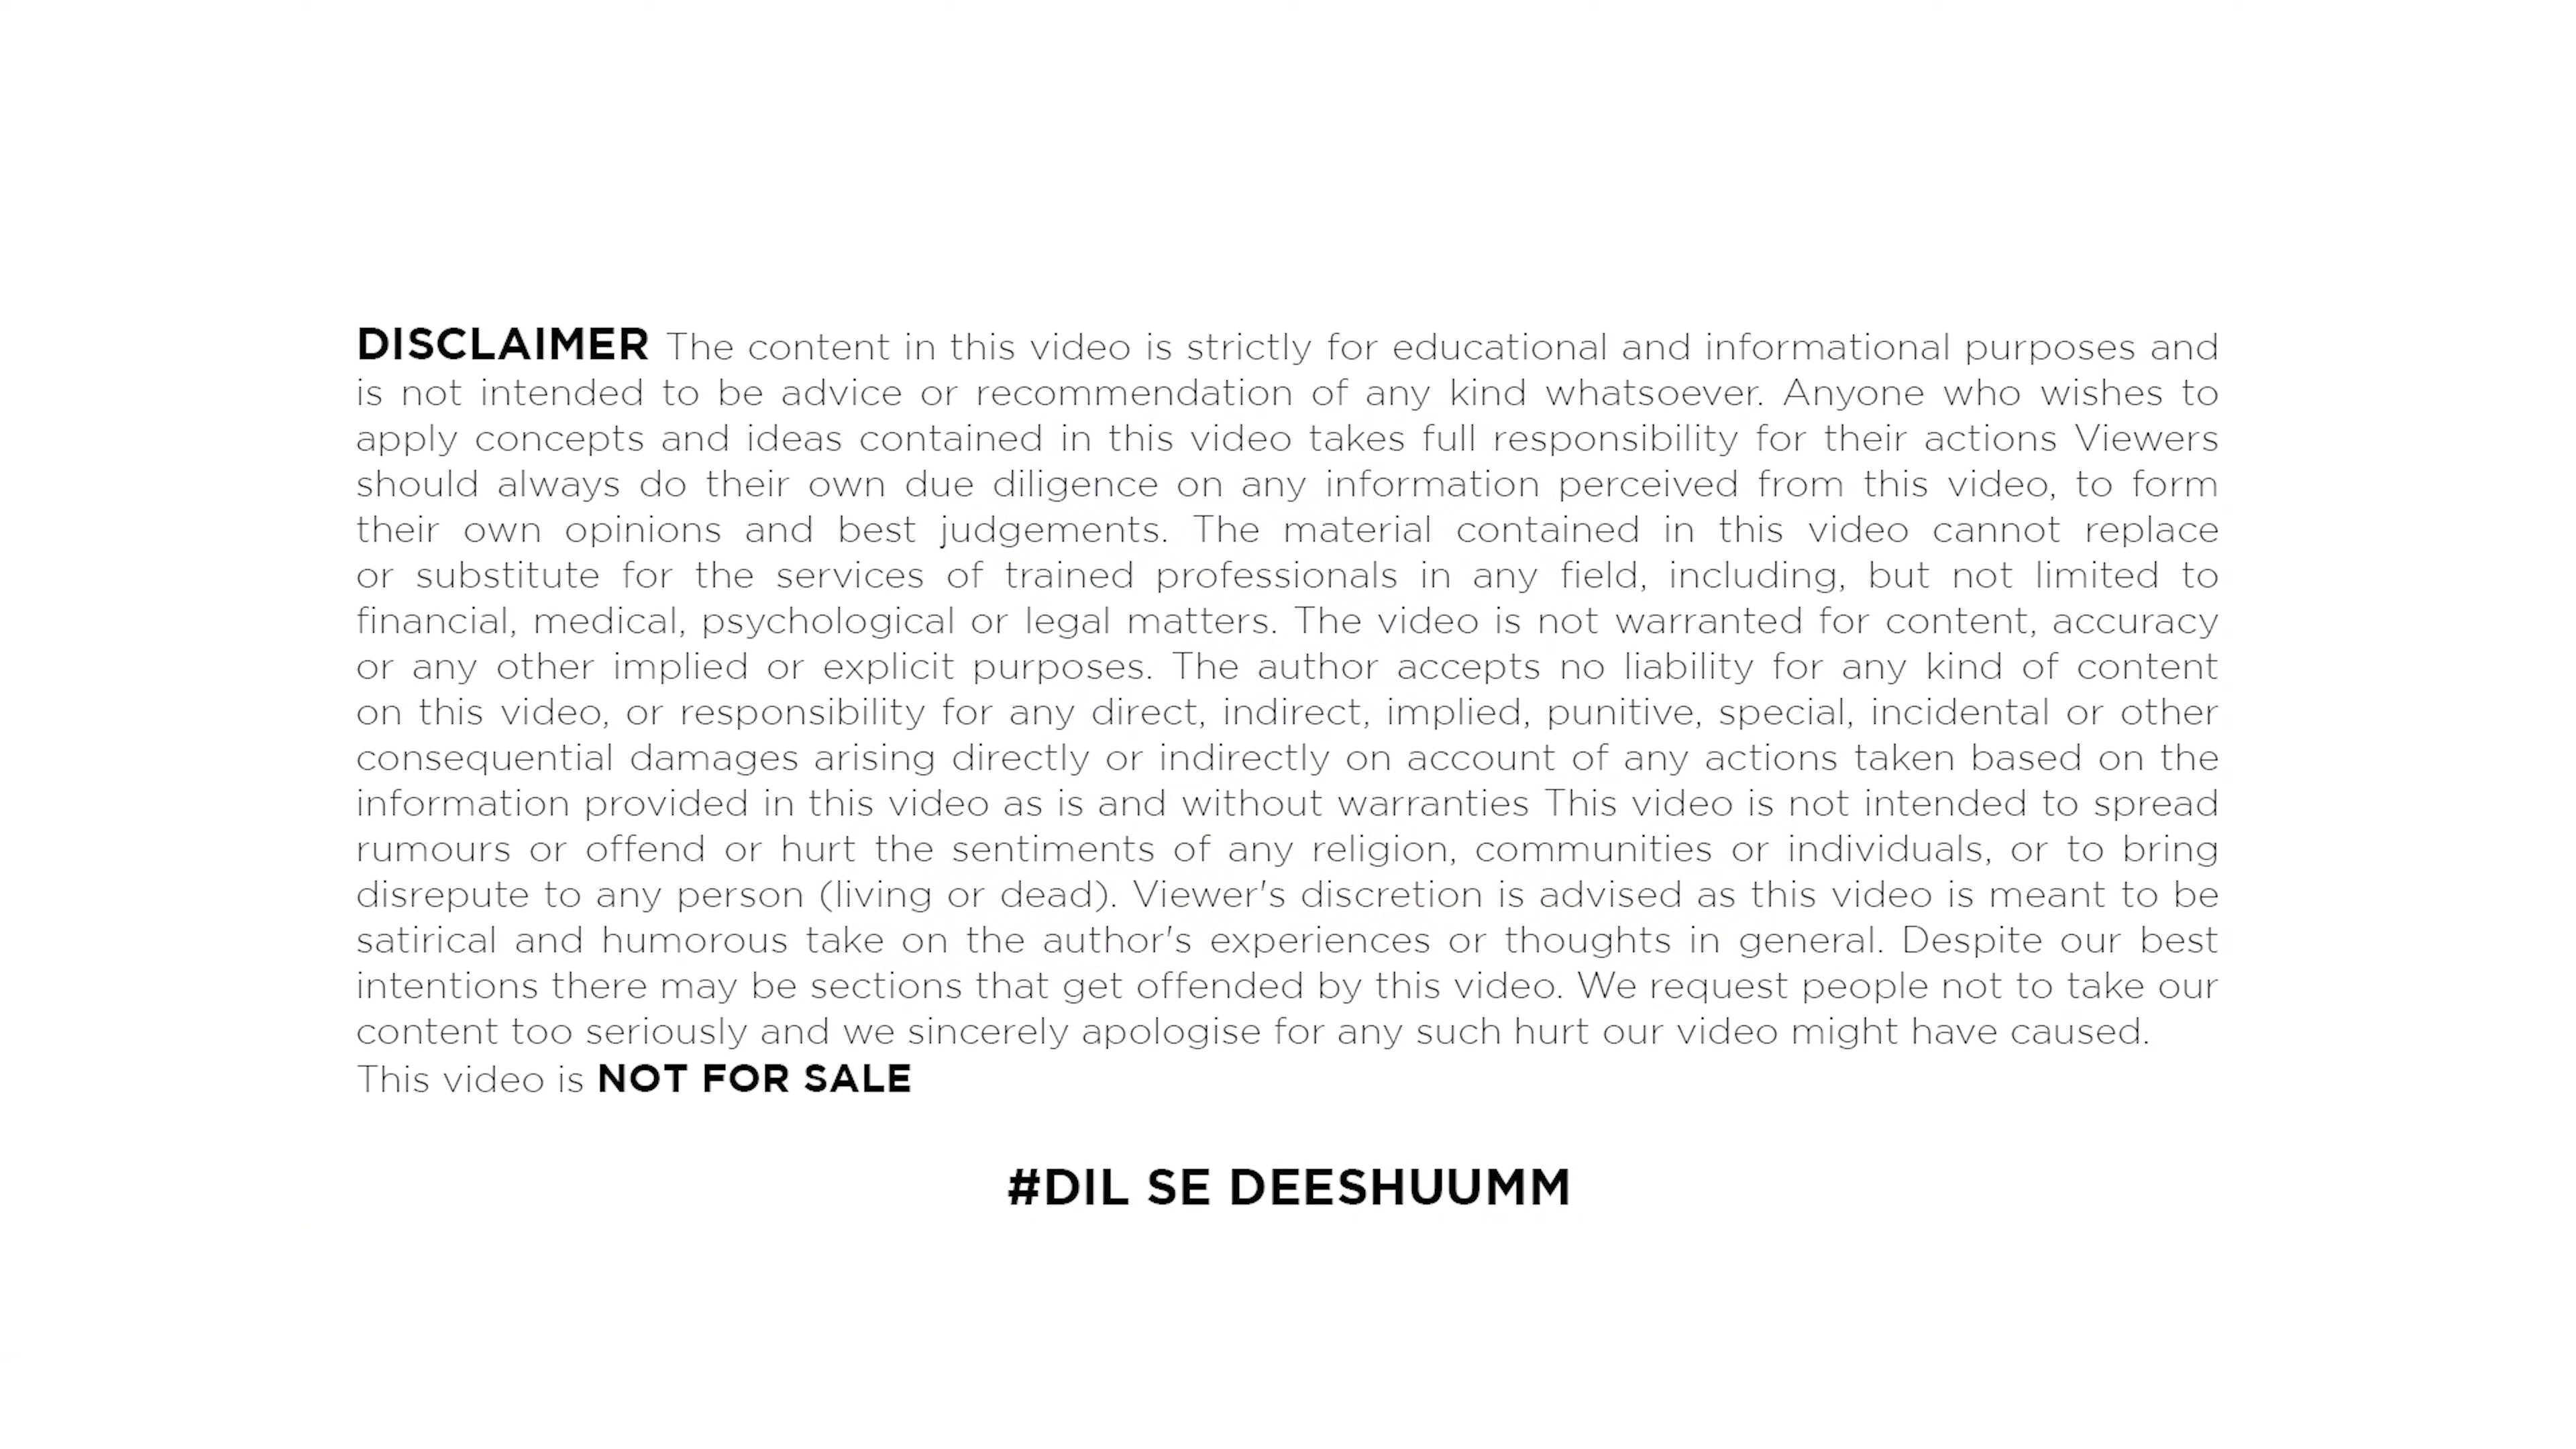 DISCLAIMER The content in this video is strictly for educational and informational purposes and
is not intended to be advice or recommendation of any kind whatsoever. Anyone who wishes to
apply concepts and ideas contained in this video takes full responsibility for their actions Viewers
should always do their own due diligence on any information perceived from this video, to form
their own opinions and best judgements. The material contained in this video cannot replace
or substitute for the services of trained professionals in any field, including, but not limited to
financial, medical, psychological or legal matters. The video is not warranted for content, accuracy
or any other implied or explicit purposes. The author accepts no liability for any kind of content
on this video, or responsibility for any direct, indirect, implied, punitive, special, incidental or other
consequential damages arising directly or indirectly on account of any actions taken based on the
information provided in this video as is and without warranties This video is not intended to spread
rumours or offend or hurt the sentiments of any religion, communities or individuals, or to bring
disrepute to any person (living or dead). Viewer's discretion is advised as this video is meant to be
satirical and humorous take on the author's experiences or thoughts in general. Despite our best
intentions there may be sections that get offended by this video. We request people not to take our
content too seriously and we sincerely apologise for any such hurt our video might have caused.
This video is NOT FOR SALE
#DIL SE DEESHUUMM